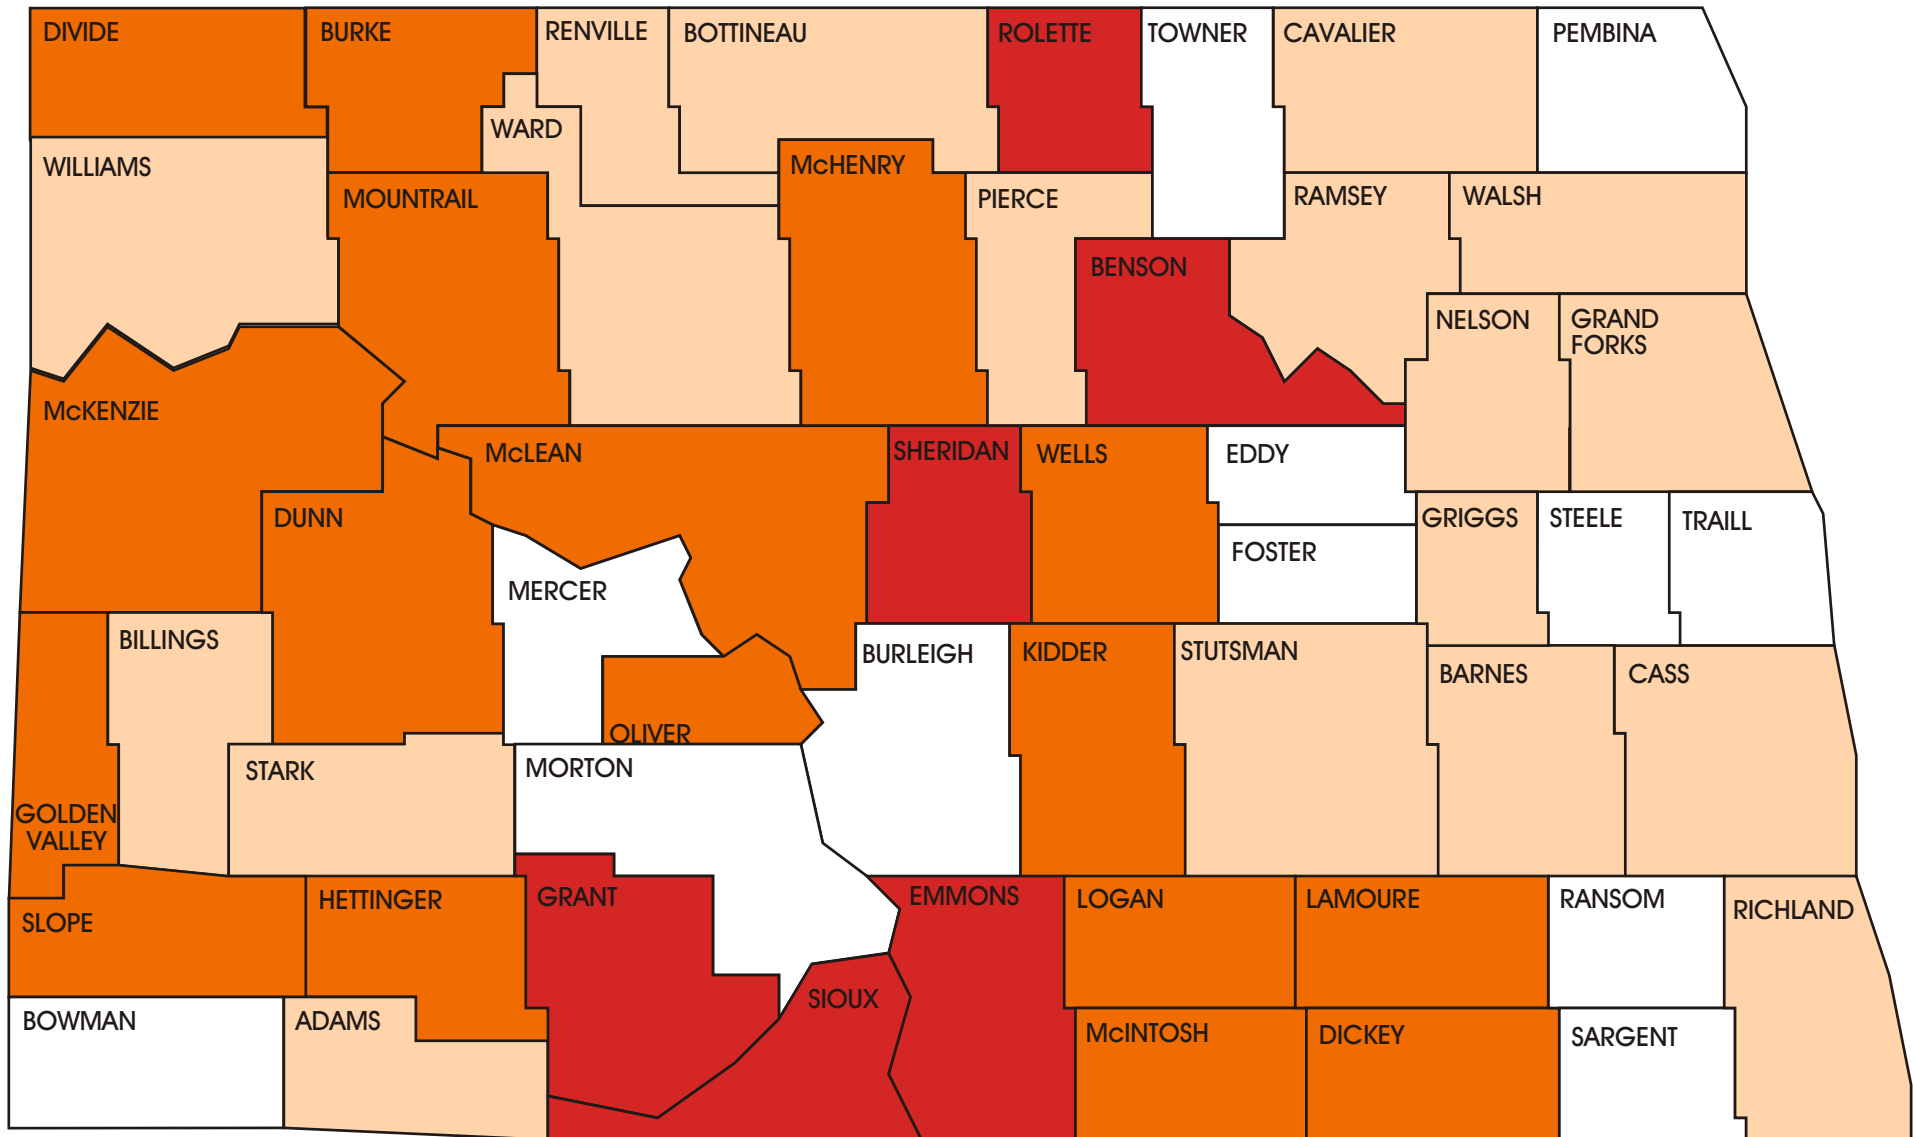 DIVIDE
BURKE
RENVILLE
BOTTINEAU
ROLETTE
TOWNER
CAVALIER
PEMBINA
WARD
WILLIAMS
McHENRY
MOUNTRAIL
PIERCE
RAMSEY
WALSH
BENSON
NELSON
GRAND
FORKS
McKENZIE
McLEAN
SHERIDAN
WELLS
EDDY
DUNN
GRIGGS
STEELE
TRAILL
FOSTER
MERCER
BILLINGS
BURLEIGH
KIDDER
STUTSMAN
BARNES
CASS
OLIVER
STARK
MORTON
GOLDEN
VALLEY
HETTINGER
GRANT
EMMONS
LOGAN
LAMOURE
RANSOM
RICHLAND
SLOPE
SIOUX
BOWMAN
ADAMS
McINTOSH
DICKEY
SARGENT